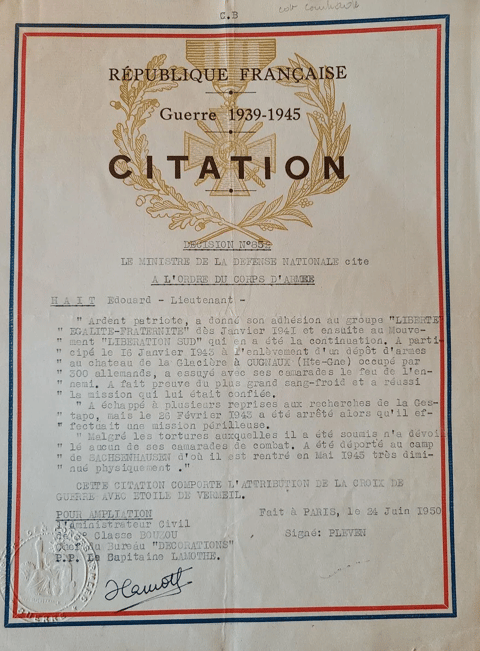 C.B
RÉPUBLIQUE FRANÇAISE
Guerre 1939-1945
CITATION
DECISION N°852
LE MINISTRE DE LA DEFENSE NATIONALE cite
A L'ORDRE DU CORPS D'ARMEE
HAIT Edouard - Lieutenant -
" Ardent patriote, a donné son adhésion au groupe "LIBERTE
" EGALITE-FRATERNITE" dès Janvier 1941 et ensuite au Mouve-
" ment "LIBERATION SUD" qui en a été la continuation. A parti-
" cipé le 16 Janvier 1943 à l'enlèvement d'un dépôt d'armes
" au chateau de la Glacière à CUGNAUX (Hte-Gne) occupé par
" 300 allemands, a essuyé avec ses camarades le feu de l'en-
" nemi. A fait preuve du plus grand sang-froid et a réussi
" la mission qui lui était confiée.
" A échappé à plusieurs reprises aux recherches de la Ges-
" tapo, mais le 25 Février 1943 a été arrêté alors qu'il ef-
" fectuait une mission périlleuse.
" Malgré les tortures auxquelles il a été soumis n'a dévoi
" lé aucun de ses camarades de combat. A été déporté au camp
" de SACHSENHAUSEN d'où il est rentré en Mai 1945 très dimi-
" nué physiquement ."
CETTE CITATION COMPORTE L'ATTRIBUTION DE LA CROIX DE
GUERRE AVEC ETOILE DE VERMEIL.
POUR AMPLIATION Fait à PARIS, le 24 Juin 1950
l'Administrateur Civil
Classe Signé: PLEVEN
Chef du Bureau "DECORATIONS"
P.P. Le Capitaine LAMOTHE.